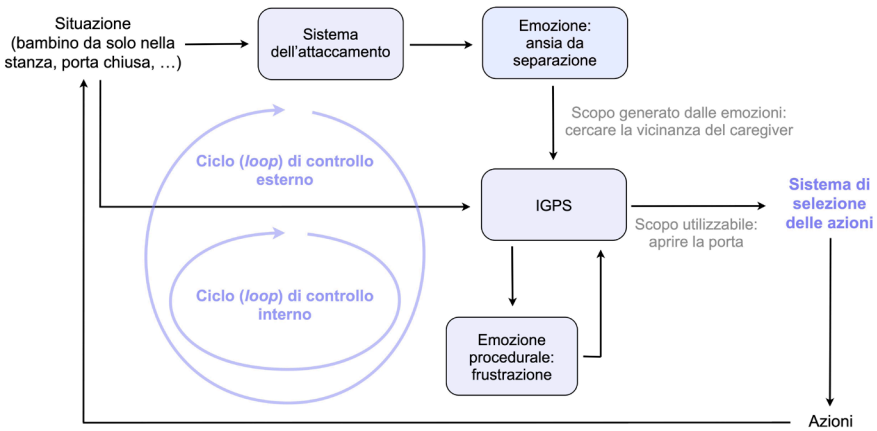 Situazione
(bambino da solo nella
stanza, porta chiusa, …)
Sistema
dell’attaccamento
Emozione:
ansia da
separazione
Scopo generato dalle emozioni:
cercare la vicinanza del caregiver
Ciclo (loop) di controllo
esterno
IGPS
Sistema di
selezione
delle azioni
Scopo utilizzabile:
aprire la porta
Ciclo (loop) di controllo
interno
Emozione
procedurale:
frustrazione
Azioni